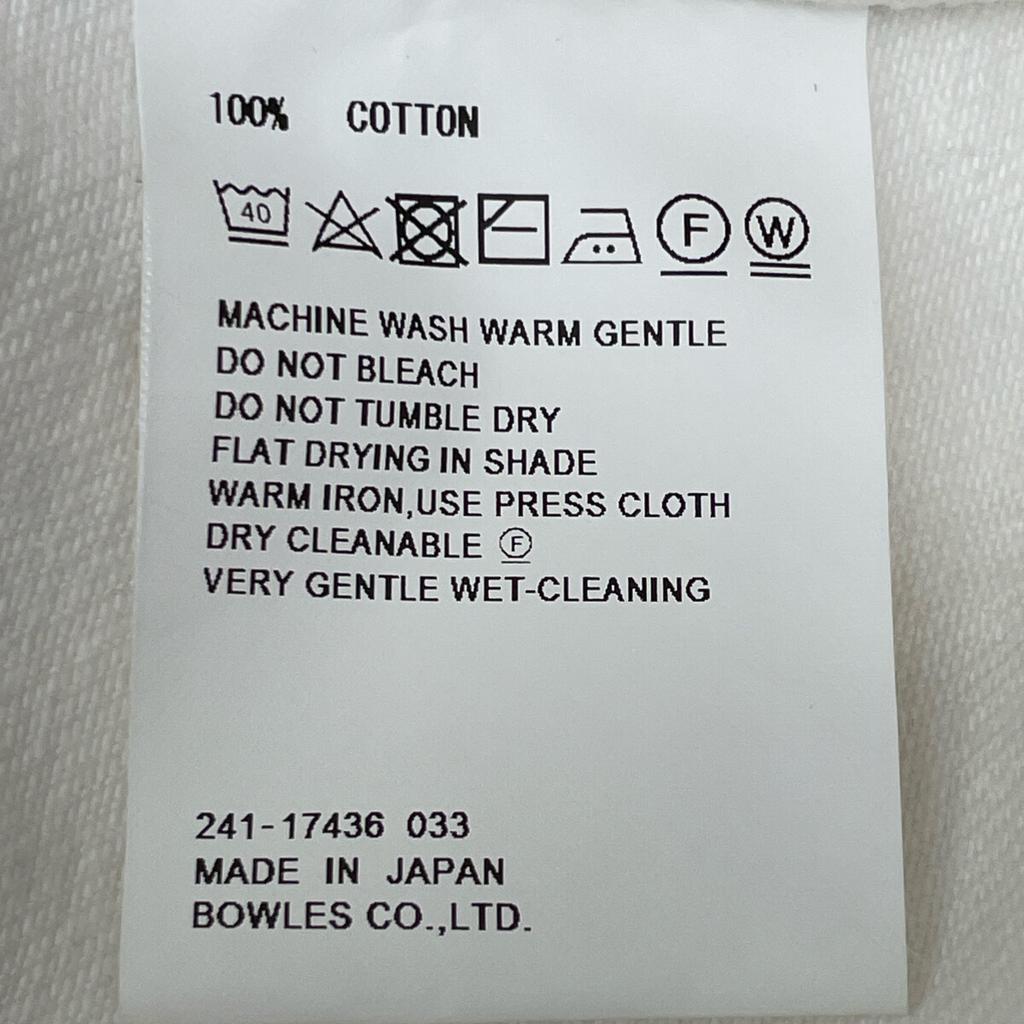 100% COTTON
40 F W
MACHINE WASH WARM GENTLE
DO NOT BLEACH
DO NOT TUMBLE DRY
FLAT DRYING IN SHADE
WARM IRON,USE PRESS CLOTH
DRY CLEANABLE Ⓕ
VERY GENTLE WET-CLEANING
241-17436 033
MADE IN JAPAN
BOWLES CO.,LTD.